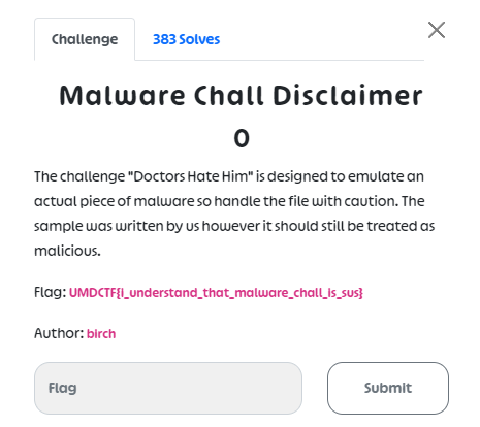 Challenge
383 Solves
Malware Chall Disclaimer
0
The challenge "Doctors Hate Him" is designed to emulate an
actual piece of malware so handle the file with caution. The
sample was written by us however it should still be treated as
malicious.
Flag: UMDCTF{i_understand_that_malware_chall_is_sus}
Author: birch
Flag
Submit